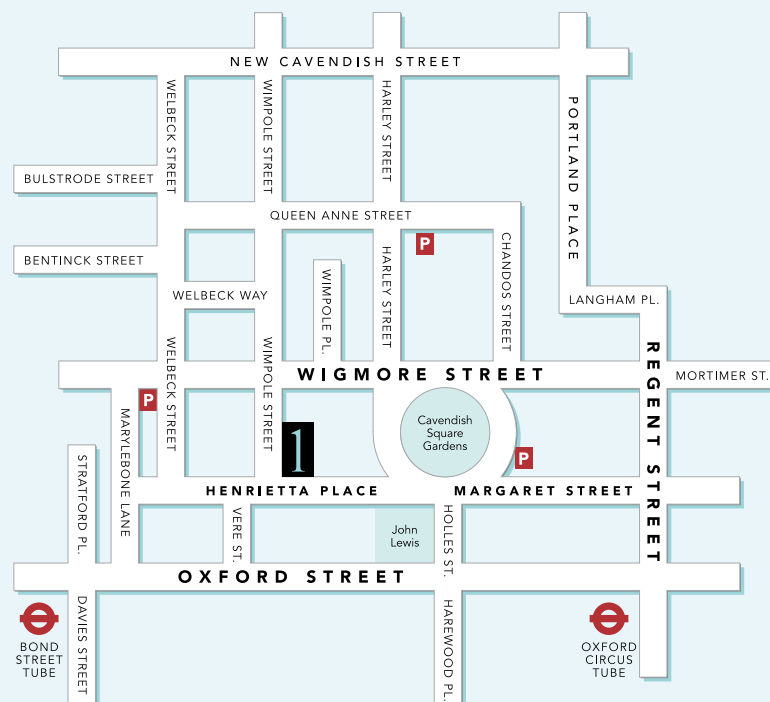 NEW CAVENDISH STREET
WELBECK STREET
WIMPOLE STREET
HARLEY STREET
PORTLAND PLACE
BULSTRODE STREET
QUEEN ANNE STREET
P
BENTINCK STREET
HARLEY STREET
CHANDOS STREET
WIMPOLE PL.
WELBECK WAY
LANGHAM PL.
WELBECK STREET
WIMPOLE STREET
WIGMORE STREET
REGENT STREET
MORTIMER ST.
P
MARYLEBONE LANE
Cavendish
Square
Gardens
1
P
STRATFORD PL.
HENRIETTA PLACE
MARGARET STREET
VERE ST.
John
Lewis
HOLLES ST.
OXFORD STREET
DAVIES STREET
HAREWOOD PL.
BOND
STREET
TUBE
OXFORD
CIRCUS
TUBE